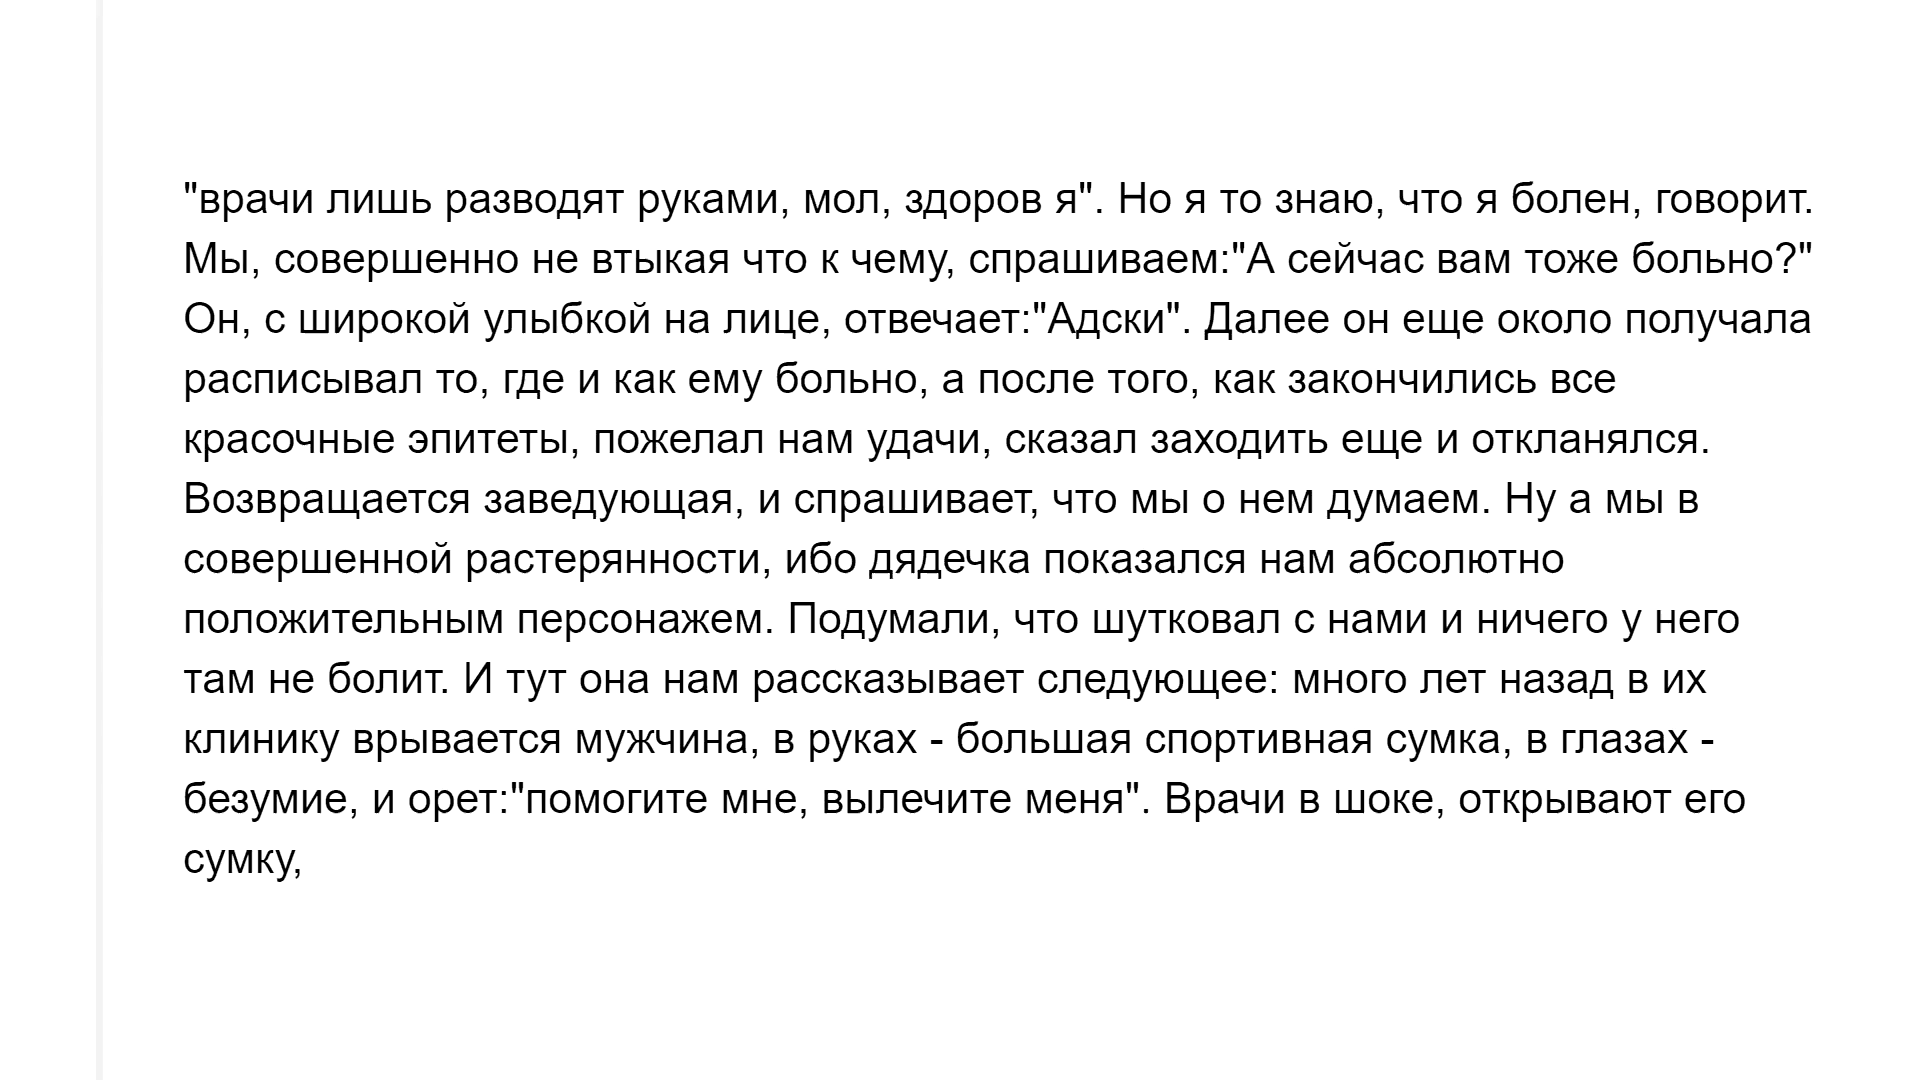 "врачи лишь разводят руками, мол, здоров я". Но я то знаю, что я болен, говорит.
Мы, совершенно не втыкая что к чему, спрашиваем:"А сейчас вам тоже больно?"
Он, с широкой улыбкой на лице, отвечает:"Адски". Далее он еще около получала
расписывал то, где и как ему больно, а после того, как закончились все
красочные эпитеты, пожелал нам удачи, сказал заходить еще и откланялся.
Возвращается заведующая, и спрашивает, что мы о нем думаем. Ну а мы в
совершенной растерянности, ибо дядечка показался нам абсолютно
положительным персонажем. Подумали, что шутковал с нами и ничего у него
там не болит. И тут она нам рассказывает следующее: много лет назад в их
клинику врывается мужчина, в руках - большая спортивная сумка, в глазах -
безумие, и орет:"помогите мне, вылечите меня". Врачи в шоке, открывают его
сумку,